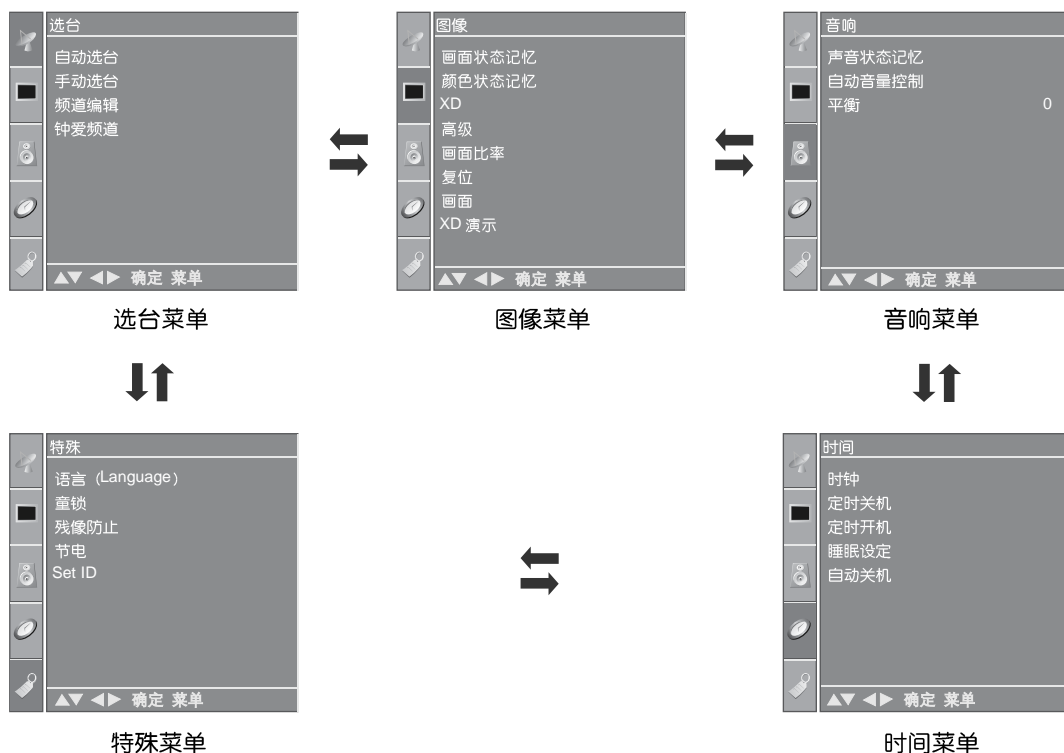 选台
自动选台
手动选台
频道编辑
钟爱频道
▲▼ ◀▶ 确定 菜单
选台菜单
图像
画面状态记忆
颜色状态记忆
XD
高级
画面比率
复位
画面
XD 演示
▲▼ ◀▶ 确定 菜单
图像菜单
音响
声音状态记忆
自动音量控制
平衡 0
▲▼ ◀▶ 确定 菜单
音响菜单
特殊
语言 (Language)
童锁
残像防止
节电
Set ID
▲▼ ◀▶ 确定 菜单
特殊菜单
时间
时钟
定时关机
定时开机
睡眠设定
自动关机
▲▼ ◀▶ 确定 菜单
时间菜单